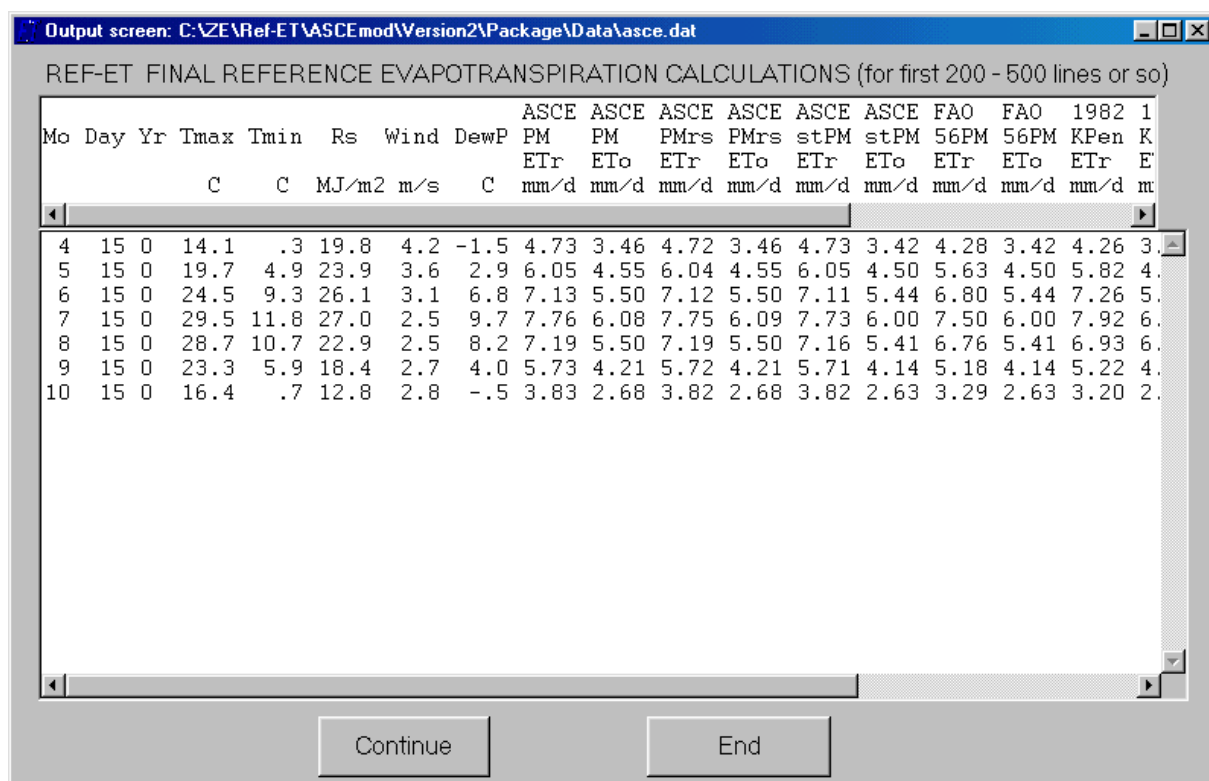 Output screen: C:\ZE\Ref-ET\ASCEmod\Version2\Package\Data\asce.dat
REF-ET FINAL REFERENCE EVAPOTRANSPIRATION CALCULATIONS (for first 200 - 500 lines or so)
ASCE ASCE ASCE ASCE ASCE ASCE FAO FAO 1982 1
Mo Day Yr Tmax Tmin Rs Wind DewP PM PM PMrs PMrs stPM stPM 56PM 56PM KPen K
ETr ETo ETr ETo ETr ETo ETr ETo ETr E
C C MJ/m2 m/s C mm/d mm/d mm/d mm/d mm/d mm/d mm/d mm/d mm/d m
4 15 0 14.1 .3 19.8 4.2 -1.5 4.73 3.46 4.72 3.46 4.73 3.42 4.28 3.42 4.26 3.
5 15 0 19.7 4.9 23.9 3.6 2.9 6.05 4.55 6.04 4.55 6.05 4.50 5.63 4.50 5.82 4.
6 15 0 24.5 9.3 26.1 3.1 6.8 7.13 5.50 7.12 5.50 7.11 5.44 6.80 5.44 7.26 5.
7 15 0 29.5 11.8 27.0 2.5 9.7 7.76 6.08 7.75 6.09 7.73 6.00 7.50 6.00 7.92 6.
8 15 0 28.7 10.7 22.9 2.5 8.2 7.19 5.50 7.19 5.50 7.16 5.41 6.76 5.41 6.93 6.
9 15 0 23.3 5.9 18.4 2.7 4.0 5.73 4.21 5.72 4.21 5.71 4.14 5.18 4.14 5.22 4.
10 15 0 16.4 .7 12.8 2.8 -.5 3.83 2.68 3.82 2.68 3.82 2.63 3.29 2.63 3.20 2.
Continue
End